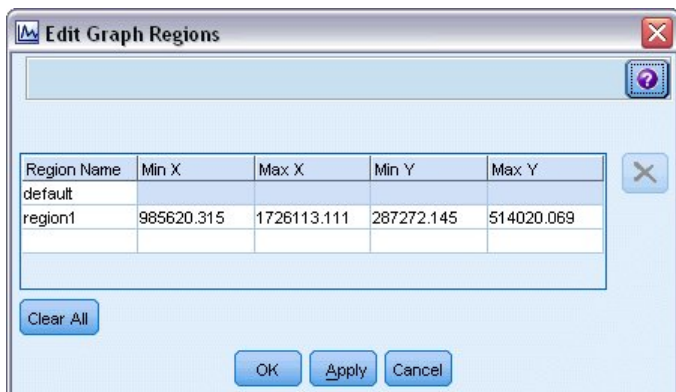 Edit Graph Regions
Region Name Min X Max X Min Y Max Y
default
region1 985620.315 1726113.111 287272.145 514020.069
Clear All
OK Apply Cancel